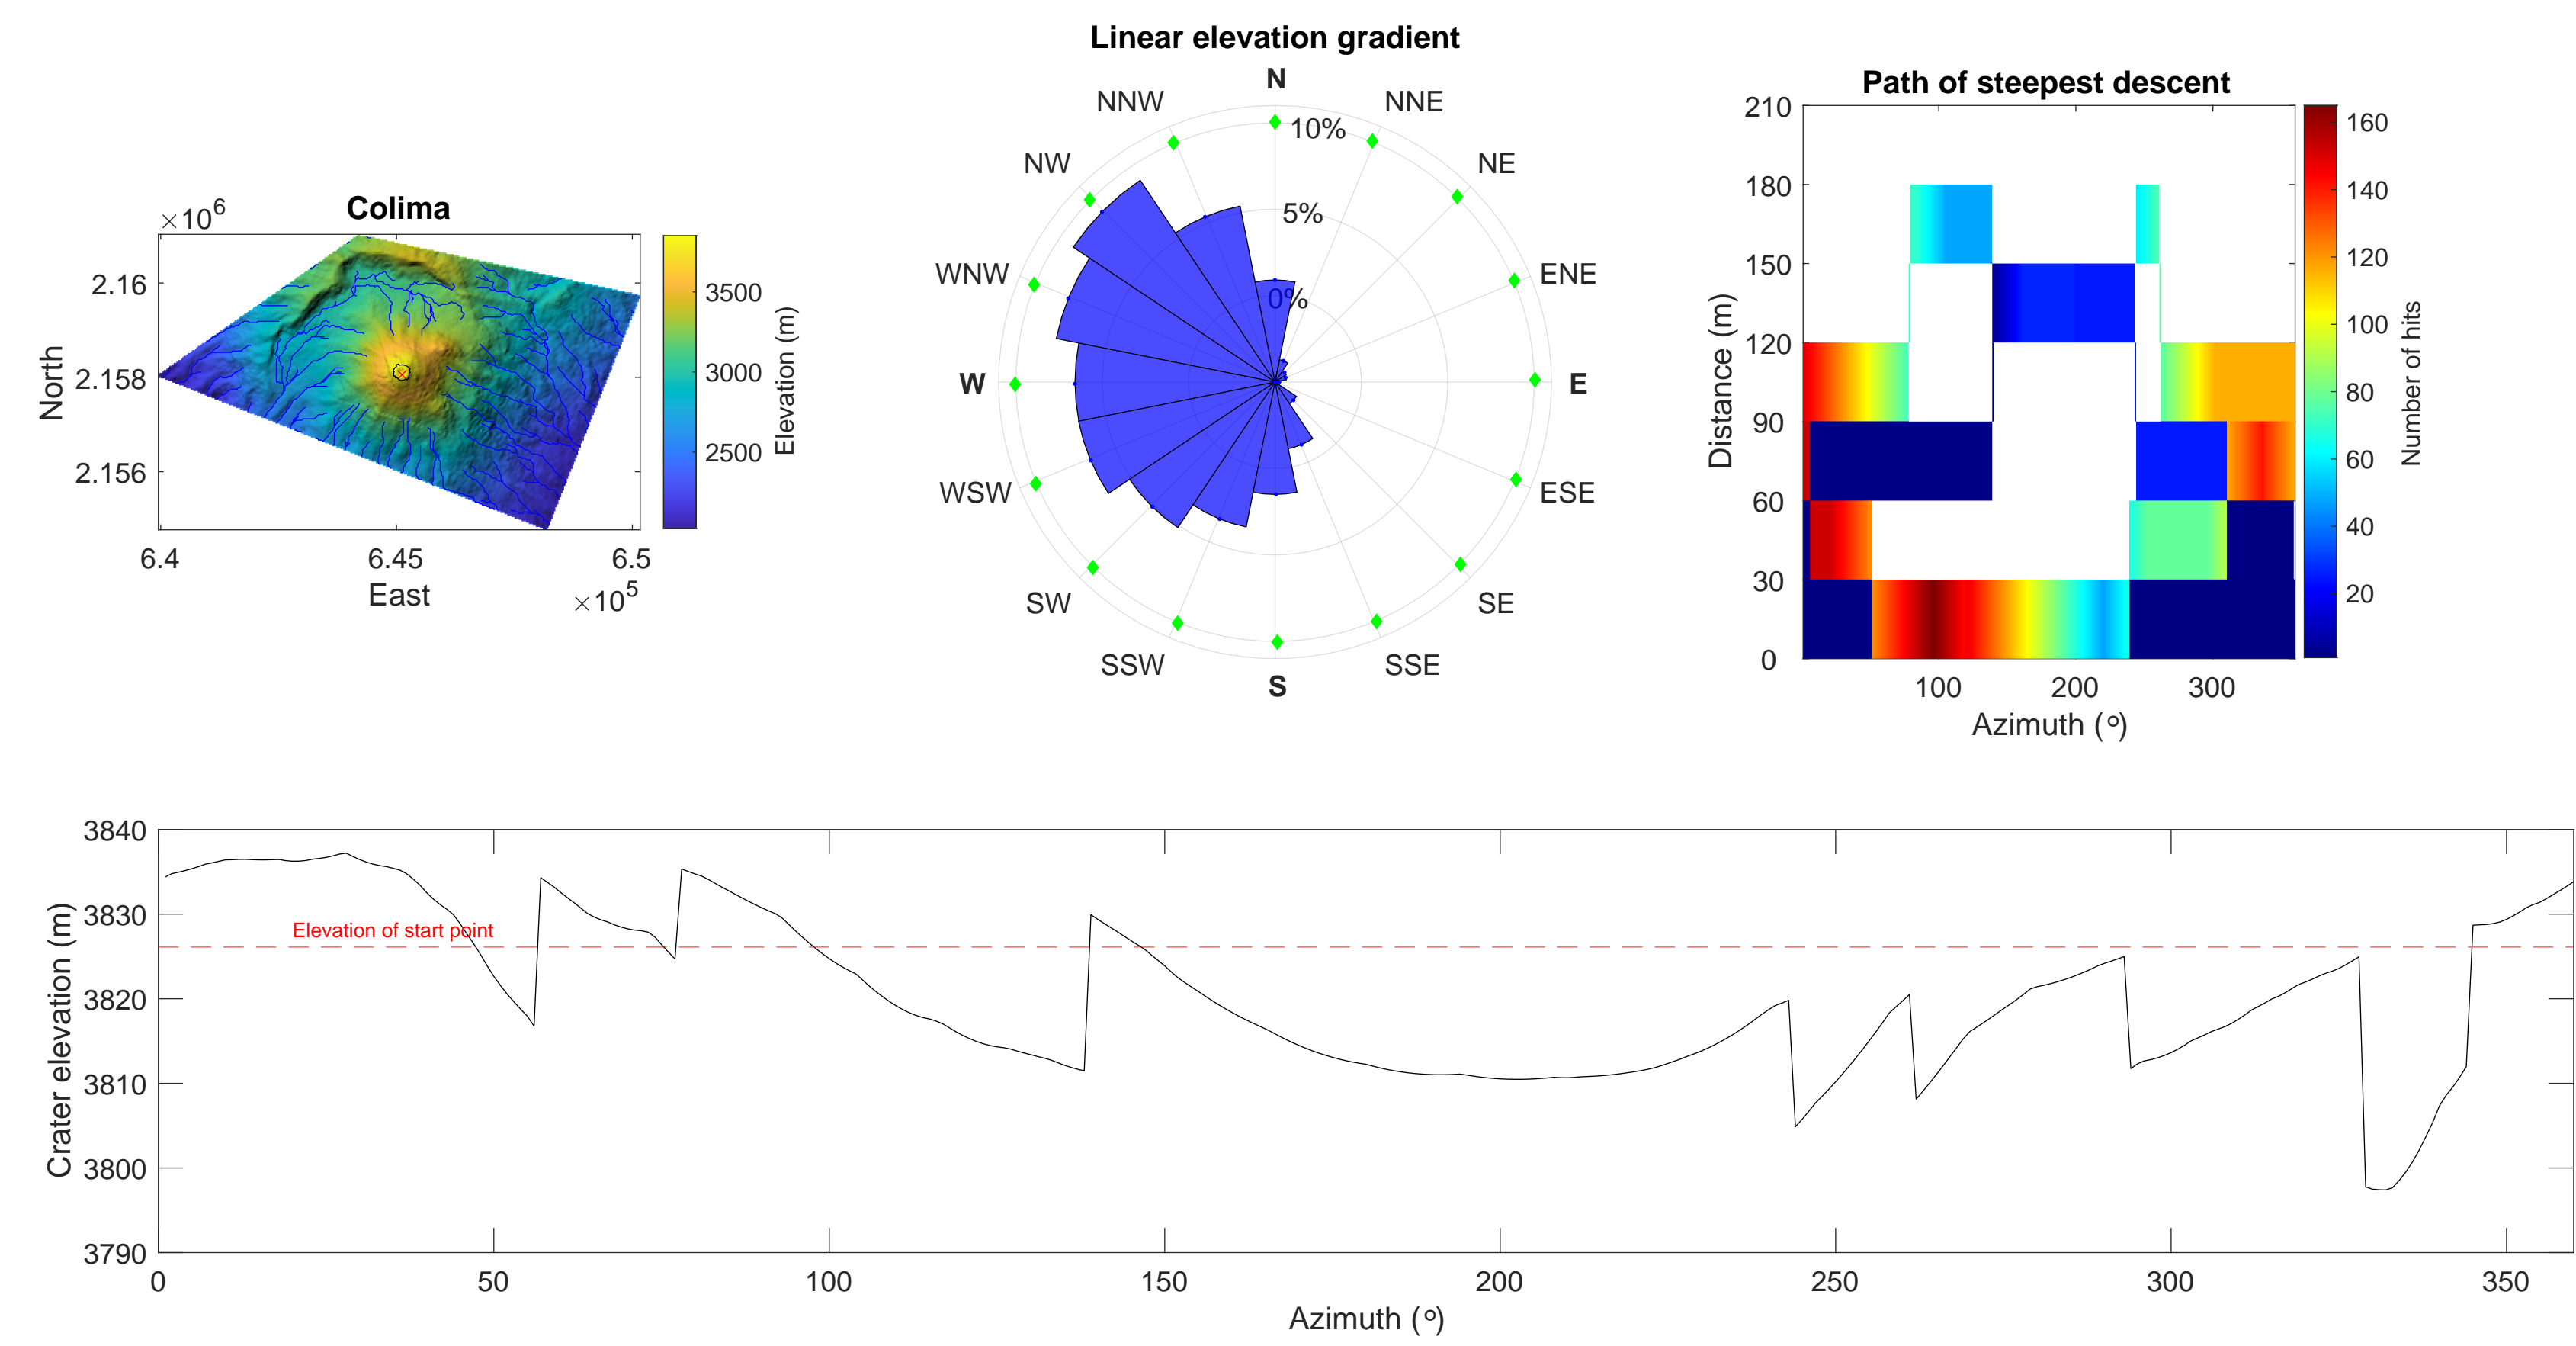 Colima
×10^6
2.16
2.158
2.156
North
6.4
6.45
6.5
East
×10^5
3500
3000
2500
Elevation (m)
Linear elevation gradient
N
NNW
NNE
10%
NW
NE
5%
WNW
ENE
0%
W
E
WSW
ESE
SW
SE
SSW
SSE
S
Path of steepest descent
210
180
150
120
90
60
30
0
Distance (m)
100
200
300
Azimuth (°)
160
140
120
100
80
60
40
20
Number of hits
3840
3830
3820
3810
3800
3790
Crater elevation (m)
Elevation of start point
0
50
100
150
200
250
300
350
Azimuth (°)